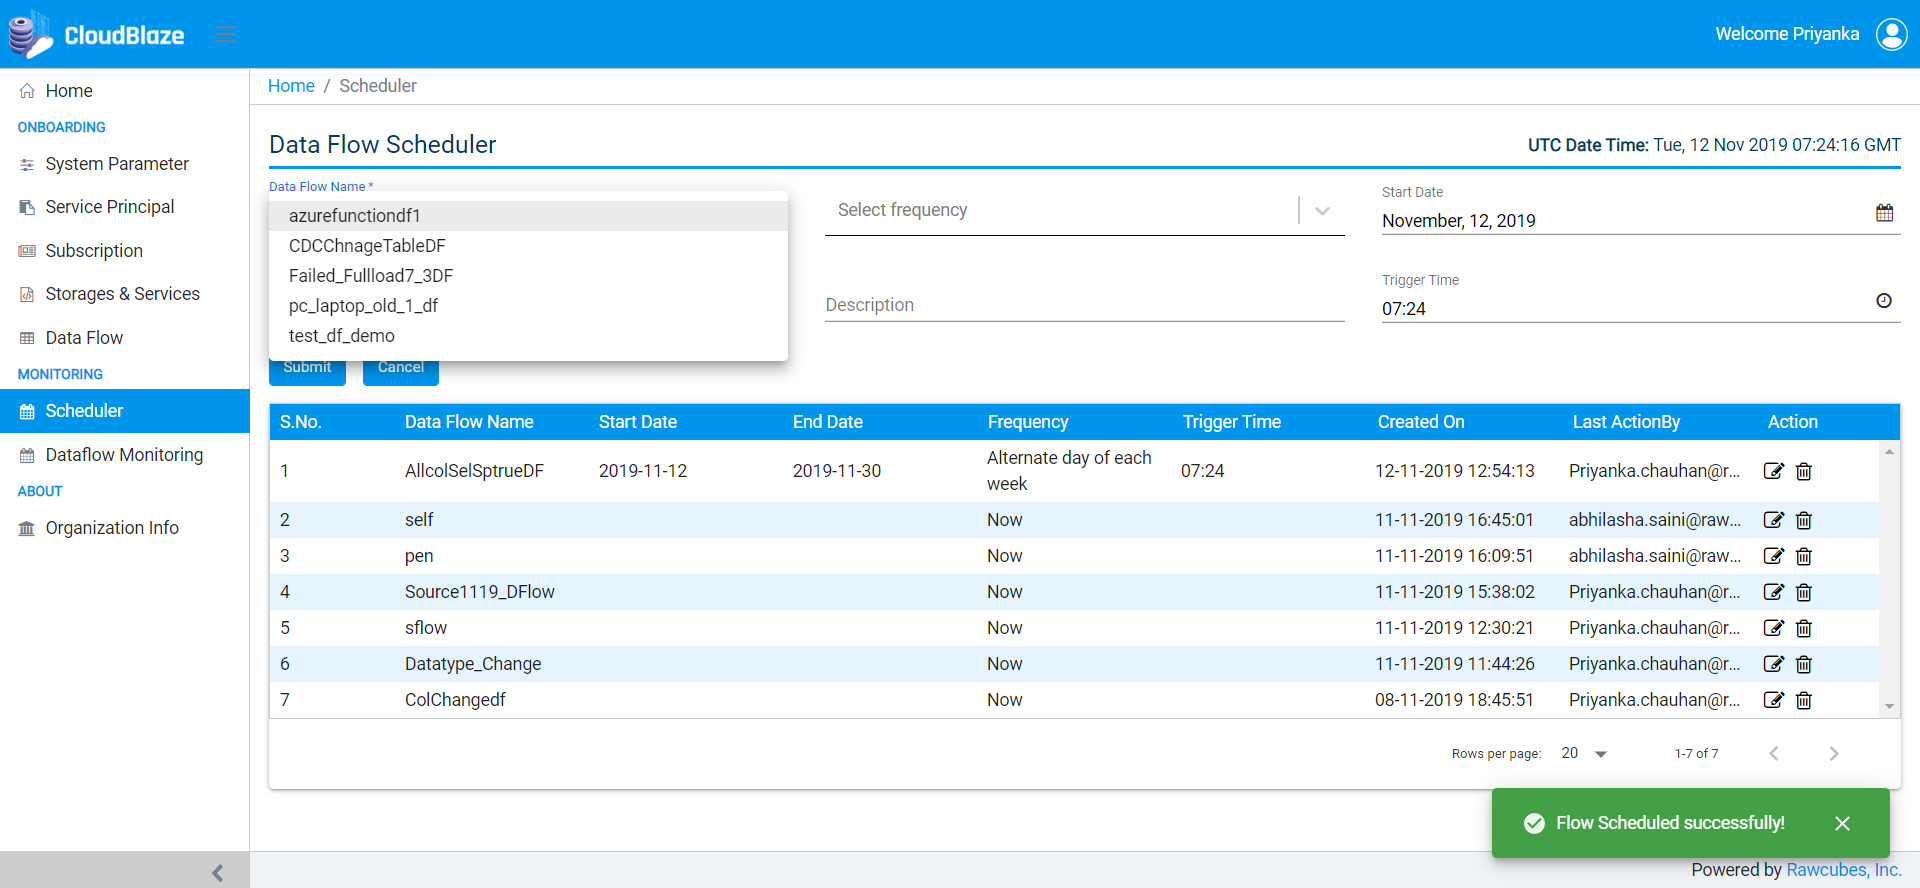 CloudBlaze
Welcome Priyanka
Home
ONBOARDING
System Parameter
Service Principal
Subscription
Storages & Services
Data Flow
MONITORING
Scheduler
Dataflow Monitoring
ABOUT
Organization Info
Home / Scheduler
Data Flow Scheduler
UTC Date Time: Tue, 12 Nov 2019 07:24:16 GMT
Data Flow Name *
azurefunctiondf1
CDCChnageTableDF
Failed_Fullload7_3DF
pc_laptop_old_1_df
test_df_demo
Select frequency
Start Date
November, 12, 2019
Description
Trigger Time
07:24
Submit Cancel
S.No. Data Flow Name Start Date End Date Frequency Trigger Time Created On Last ActionBy Action
1 AllcolSelSptrueDF 2019-11-12 2019-11-30 Alternate day of each week 07:24 12-11-2019 12:54:13 Priyanka.chauhan@r...
2 self Now 11-11-2019 16:45:01 abhilasha.saini@raw...
3 pen Now 11-11-2019 16:09:51 abhilasha.saini@raw...
4 Source1119_DFlow Now 11-11-2019 15:38:02 Priyanka.chauhan@r...
5 sflow Now 11-11-2019 12:30:21 Priyanka.chauhan@r...
6 Datatype_Change Now 11-11-2019 11:44:26 Priyanka.chauhan@r...
7 ColChangedf Now 08-11-2019 18:45:51 Priyanka.chauhan@r...
Rows per page: 20 1-7 of 7
Flow Scheduled successfully!
Powered by Rawcubes, Inc.